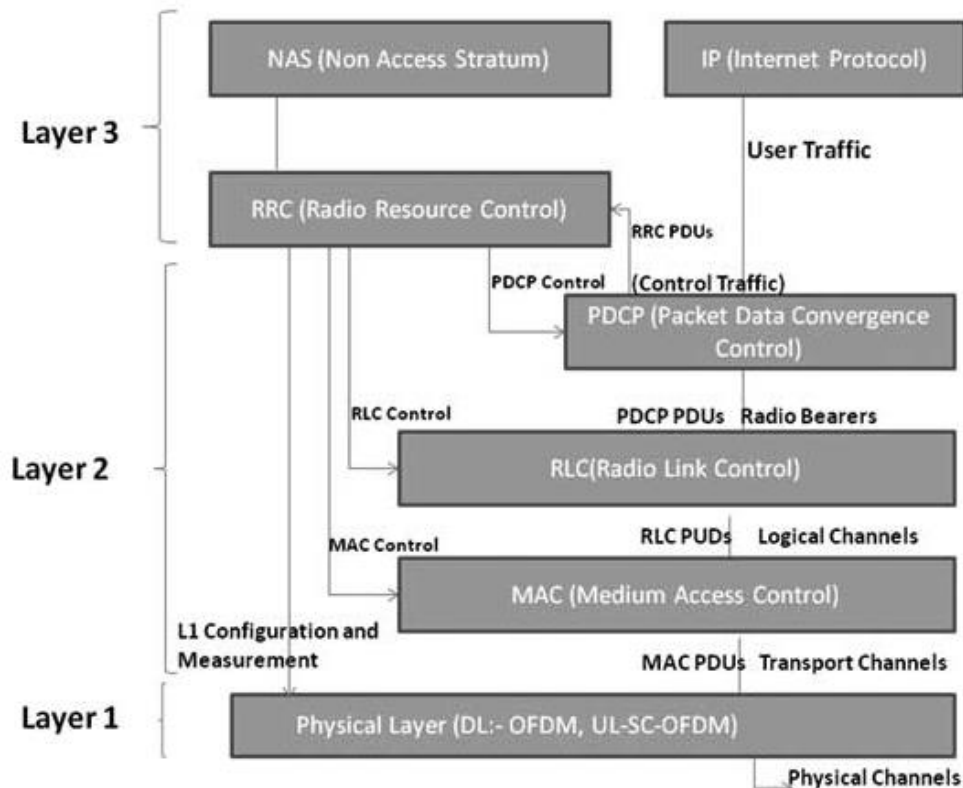 NAS (Non Access Stratum)
IP (Internet Protocol)
Layer 3
User Traffic
RRC (Radio Resource Control)
RRC PDUs
PDCP Control
(Control Traffic)
PDCP (Packet Data Convergence
Control)
RLC Control
PDCP PDUs Radio Bearers
Layer 2
RLC(Radio Link Control)
RLC PUDs Logical Channels
MAC Control
MAC (Medium Access Control)
L1 Configuration and
Measurement
MAC PDUs Transport Channels
Layer 1
Physical Layer (DL:- OFDM, UL-SC-OFDM)
Physical Channels